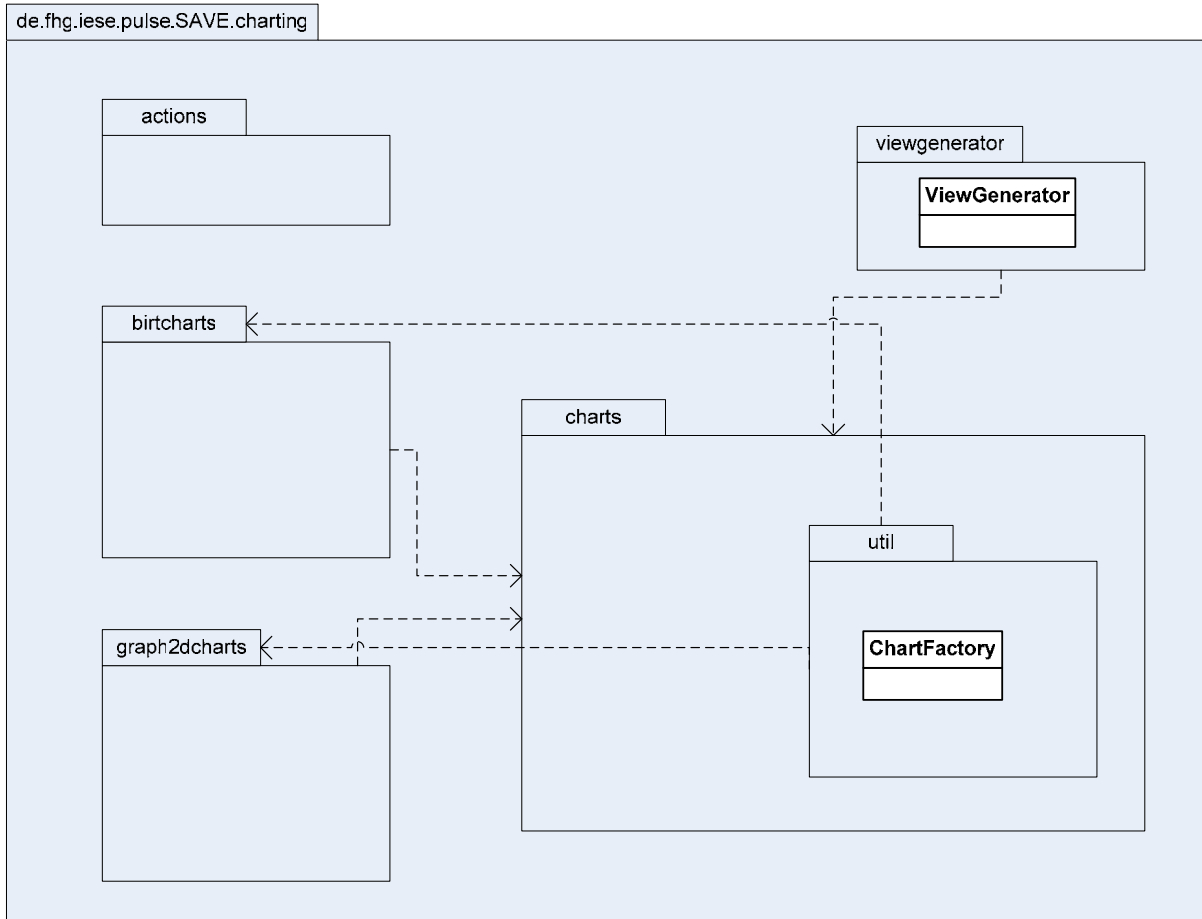 de.fhg.iese.pulse.SAVE.charting
actions
viewgenerator
ViewGenerator
birtcharts
charts
util
graph2dcharts
ChartFactory